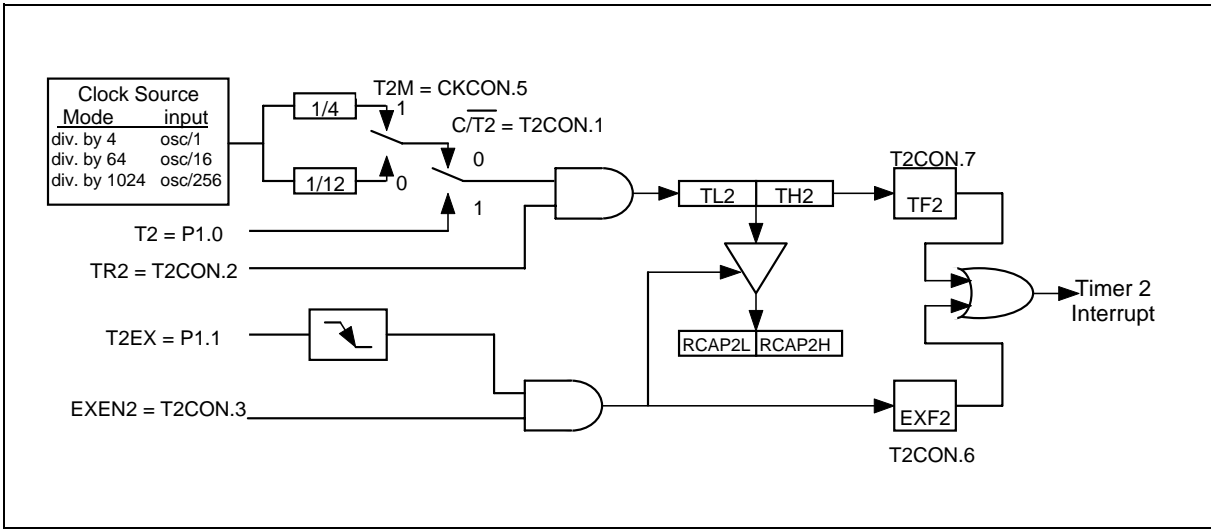 Clock Source
Mode input
div. by 4 osc/1
div. by 64 osc/16
div. by 1024 osc/256
1/4
1/12
T2M = CKCON.5
1
0
C/T2 = T2CON.1
0
1
T2 = P1.0
TR2 = T2CON.2
TL2 TH2
T2CON.7
TF2
Timer 2
Interrupt
T2EX = P1.1
RCAP2L RCAP2H
EXEN2 = T2CON.3
EXF2
T2CON.6